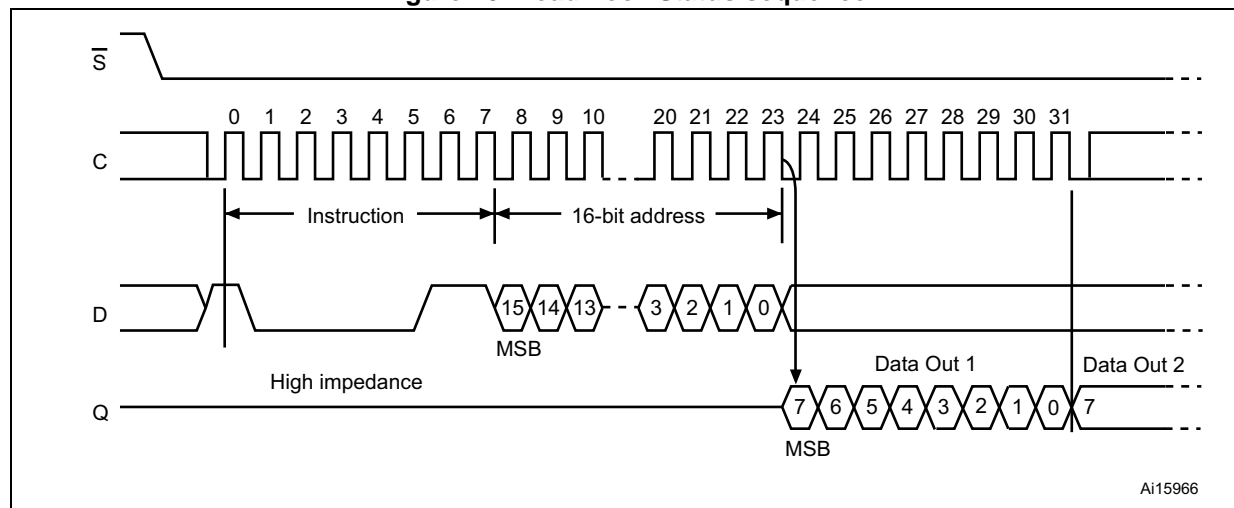 S
0 1 2 3 4 5 6 7 8 9 10 20 21 22 23 24 25 26 27 28 29 30 31
C
Instruction 16-bit address
D 15 14 13 3 2 1 0
MSB
High impedance Data Out 1 Data Out 2
Q 7 6 5 4 3 2 1 0 7
MSB
Ai15966